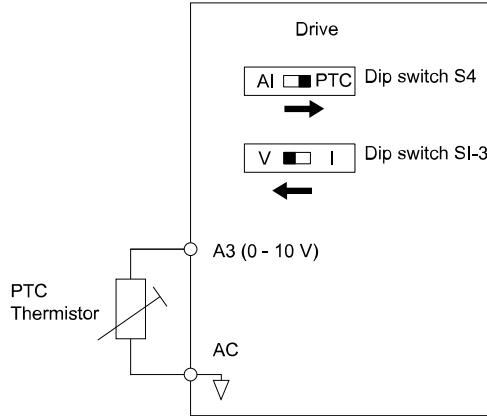 Drive
AI PTC Dip switch S4
V I Dip switch SI-3
A3 (0 - 10 V)
PTC
Thermistor
AC